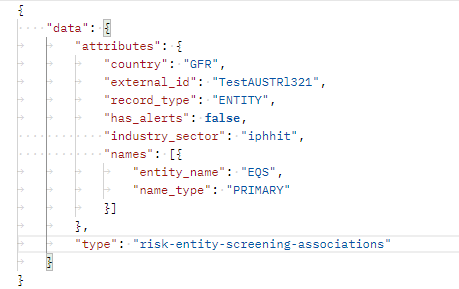 {
"data": {
"attributes": {
"country": "GFR",
"external_id": "TestAUSTRl321",
"record_type": "ENTITY",
"has_alerts": false,
"industry_sector": "iphhit",
"names": [{
"entity_name": "EQS",
"name_type": "PRIMARY"
}]
},
"type": "risk-entity-screening-associations"
}
}